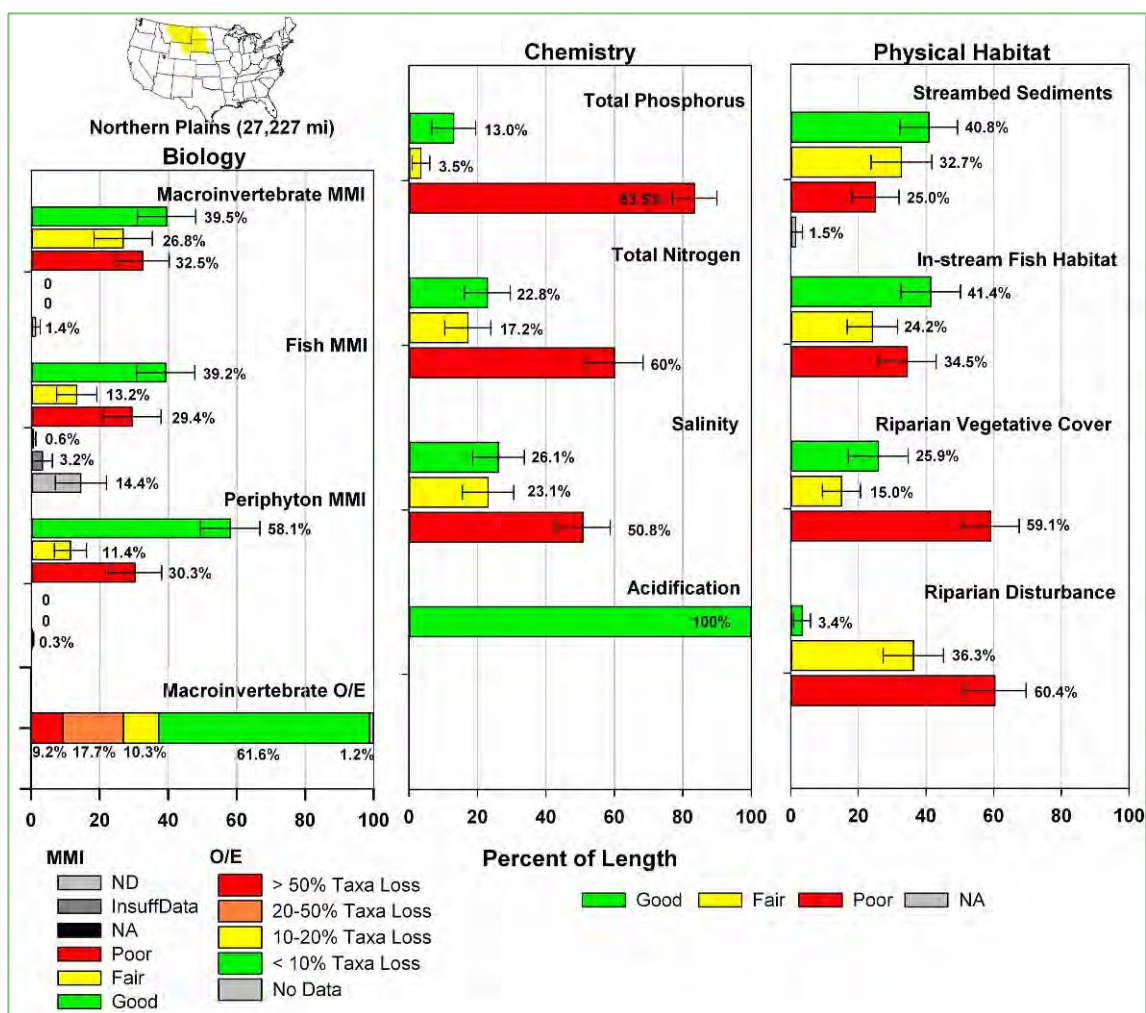 Northern Plains (27,227 mi)
Biology
Macroinvertebrate MMI
39.5%
26.8%
32.5%
0
0
1.4%
Fish MMI
39.2%
13.2%
29.4%
0.6%
3.2%
14.4%
Periphyton MMI
58.1%
11.4%
30.3%
0
0
0.3%
Macroinvertebrate O/E
9.2% 17.7% 10.3% 61.6% 1.2%
0 20 40 60 80 100
Chemistry
Total Phosphorus
13.0%
3.5%
83.5%
Total Nitrogen
22.8%
17.2%
60%
Salinity
26.1%
23.1%
50.8%
Acidification
100%
0 20 40 60 80 100
Physical Habitat
Streambed Sediments
40.8%
32.7%
25.0%
1.5%
In-stream Fish Habitat
41.4%
24.2%
34.5%
Riparian Vegetative Cover
25.9%
15.0%
59.1%
Riparian Disturbance
3.4%
36.3%
60.4%
0 20 40 60 80 100
Percent of Length
MMI
ND
InsuffData
NA
Poor
Fair
Good
O/E
> 50% Taxa Loss
20-50% Taxa Loss
10-20% Taxa Loss
< 10% Taxa Loss
No Data
Good Fair Poor NA